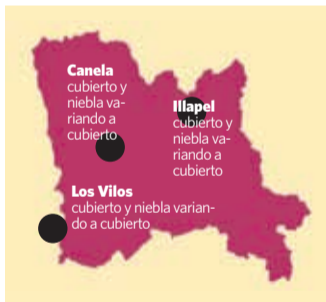 Canela
cubierto y
niebla va-
riando a
cubierto
Illapel
cubierto y
niebla va-
riando a
cubierto
Los Vilos
cubierto y niebla varian-
do a cubierto